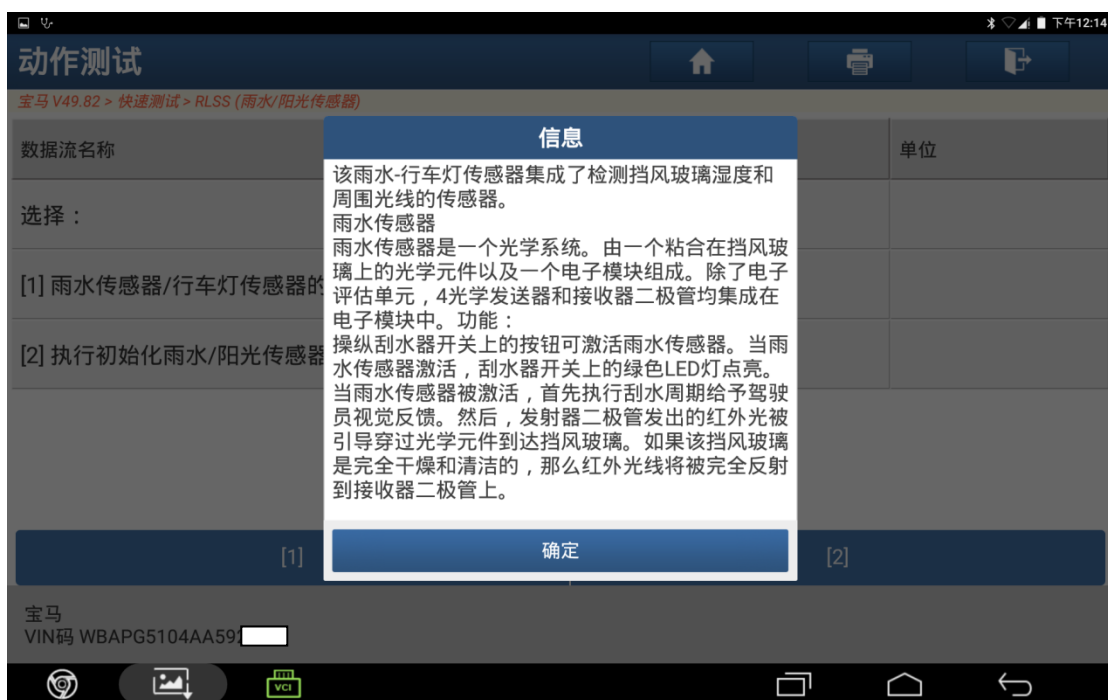 下午12:14
动作测试
宝马 V49.82 > 快速测试 > RLSS (雨水/阳光传感器)
数据流名称
单位
选择：
[1] 雨水传感器/行车灯传感器的
[2] 执行初始化雨水/阳光传感器
信息
该雨水-行车灯传感器集成了检测挡风玻璃湿度和
周围光线的传感器。
雨水传感器
雨水传感器是一个光学系统。由一个粘合在挡风玻
璃上的光学元件以及一个电子模块组成。除了电子
评估单元，4光学发送器和接收器二极管均集成在
电子模块中。功能：
操纵刮水器开关上的按钮可激活雨水传感器。当雨
水传感器激活，刮水器开关上的绿色LED灯点亮。
当雨水传感器被激活，首先执行刮水周期给予驾驶
员视觉反馈。然后，发射器二极管发出的红外光被
引导穿过光学元件到达挡风玻璃。如果该挡风玻璃
是完全干燥和清洁的，那么红外光线将被完全反射
到接收器二极管上。
确定
[1]
[2]
宝马
VIN码 WBAPG5104AA59
VCI